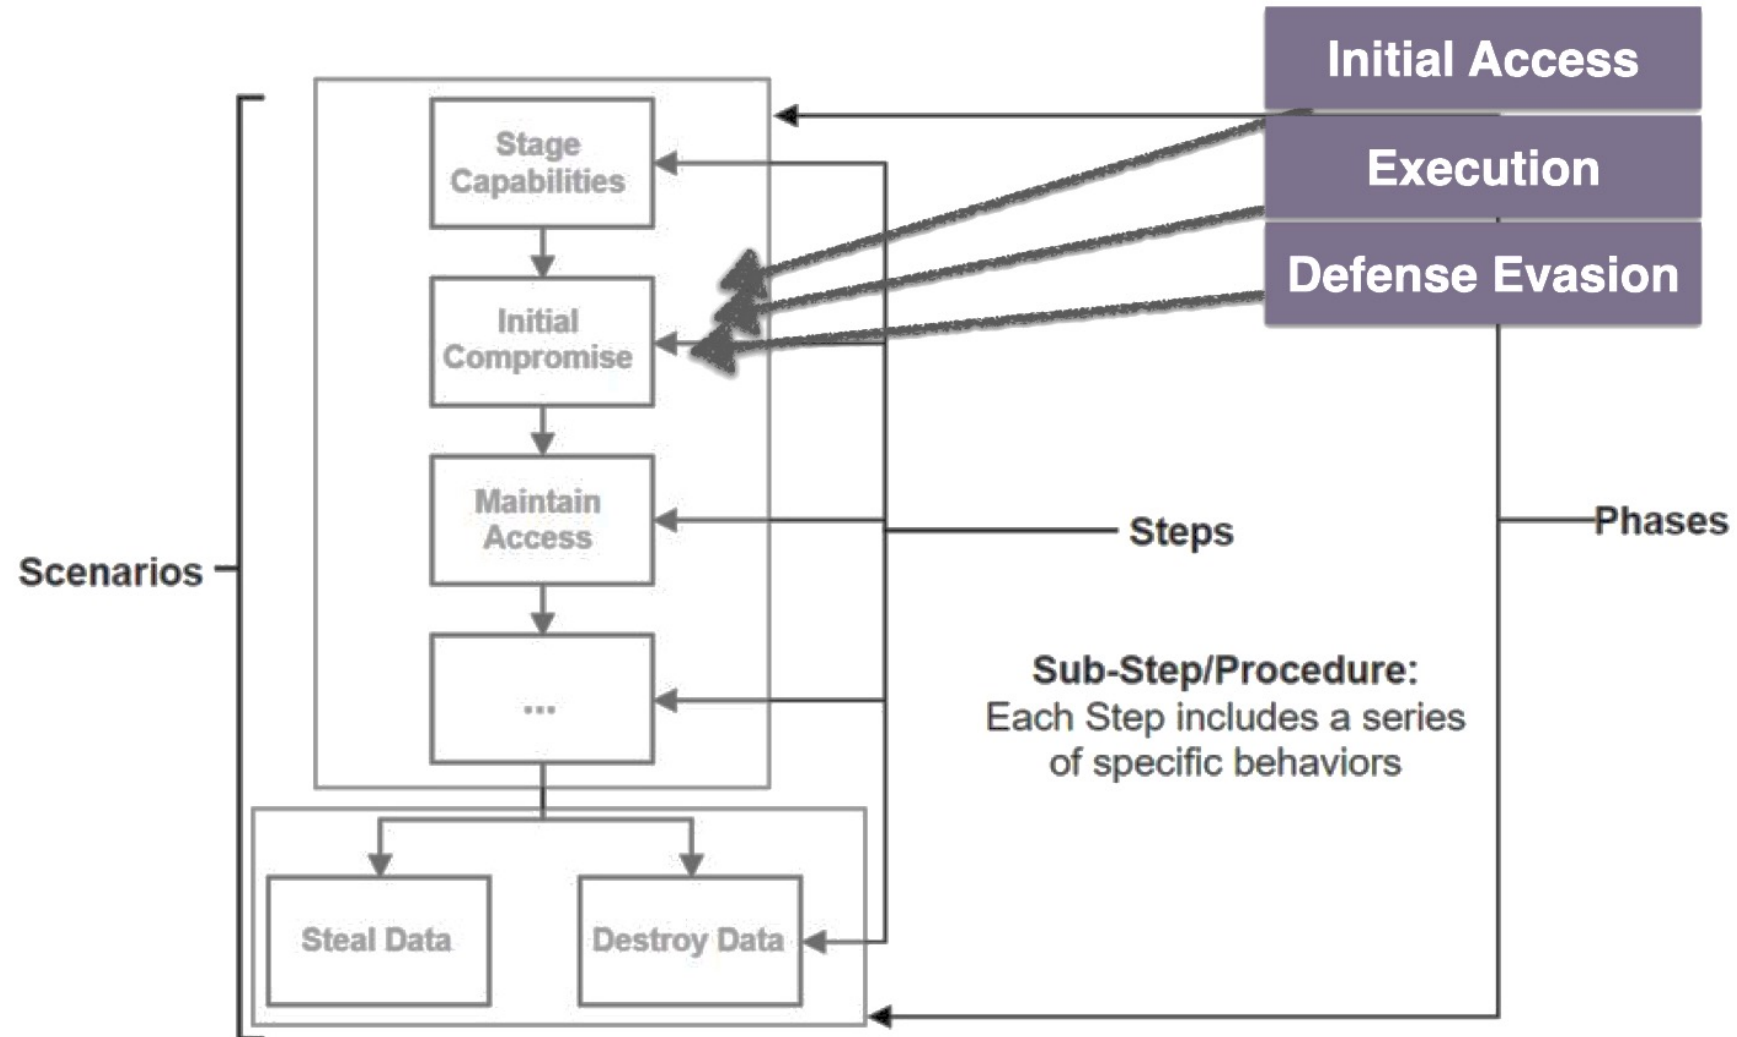 Initial Access
Execution
Defense Evasion
Stage
Capabilities
Initial
Compromise
Maintain
Access
...
Steal Data
Destroy Data
Scenarios
Steps
Phases
Sub-Step/Procedure:
Each Step includes a series
of specific behaviors